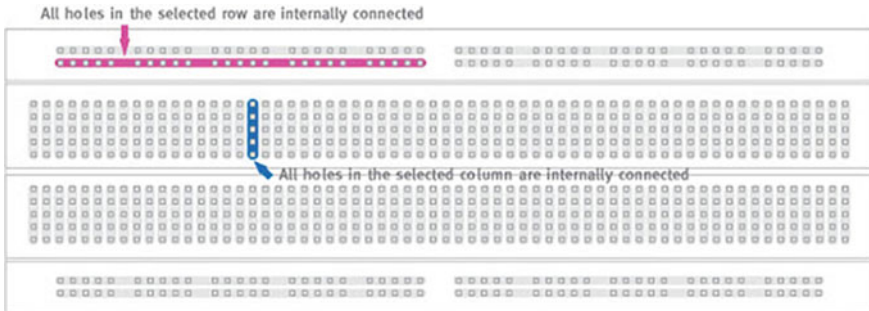 All holes in the selected row are internally connected
All holes in the selected column are internally connected